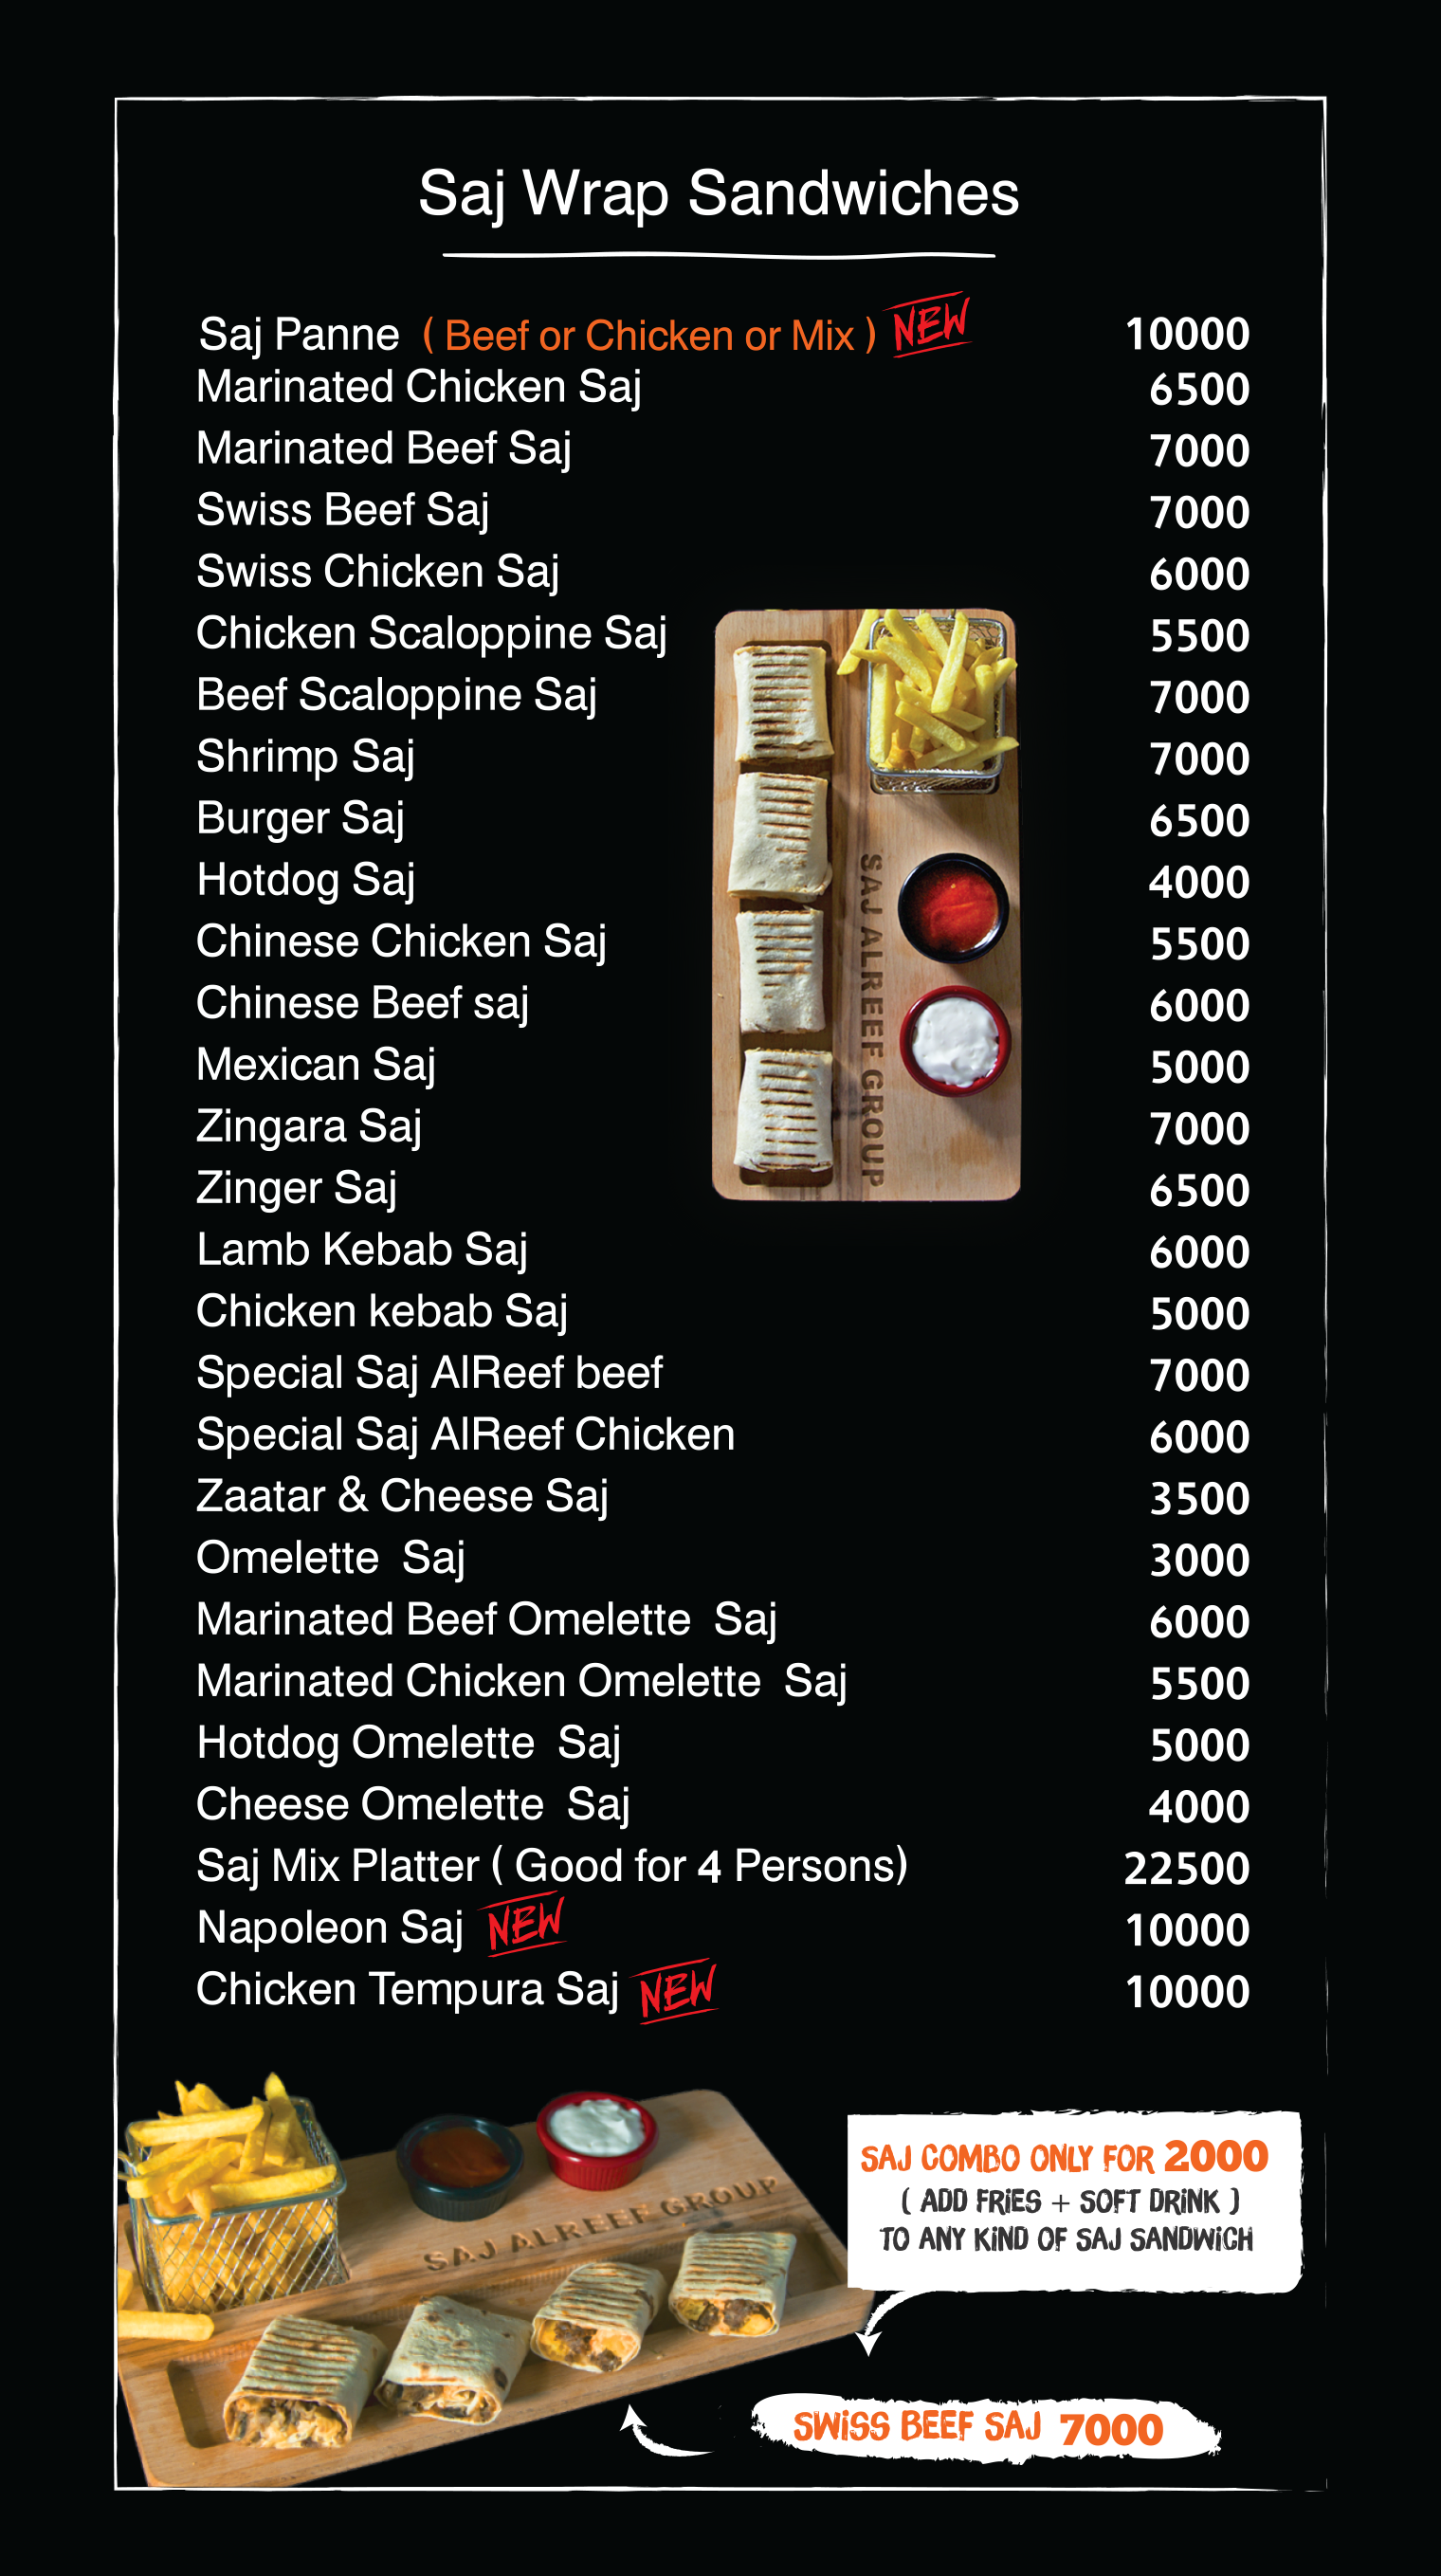 Saj Wrap Sandwiches
Saj Panne ( Beef or Chicken or Mix ) NEW 10000
Marinated Chicken Saj 6500
Marinated Beef Saj 7000
Swiss Beef Saj 7000
Swiss Chicken Saj 6000
Chicken Scaloppine Saj 5500
Beef Scaloppine Saj 7000
Shrimp Saj 7000
Burger Saj 6500
Hotdog Saj 4000
Chinese Chicken Saj 5500
Chinese Beef saj 6000
Mexican Saj 5000
Zingara Saj 7000
Zinger Saj 6500
Lamb Kebab Saj 6000
Chicken kebab Saj 5000
Special Saj AlReef beef 7000
Special Saj AlReef Chicken 6000
Zaatar & Cheese Saj 3500
Omelette Saj 3000
Marinated Beef Omelette Saj 6000
Marinated Chicken Omelette Saj 5500
Hotdog Omelette Saj 5000
Cheese Omelette Saj 4000
Saj Mix Platter ( Good for 4 Persons) 22500
Napoleon Saj NEW 10000
Chicken Tempura Saj NEW 10000
SAJ ALREEF GROUP
SAJ ALREEF GROUP
SAJ COMBO ONLY FOR 2000
( ADD FRiES + SOFT DRiNK )
TO ANY KiND OF SAJ SANDWiCH
SWiSS BEEF SAJ 7000